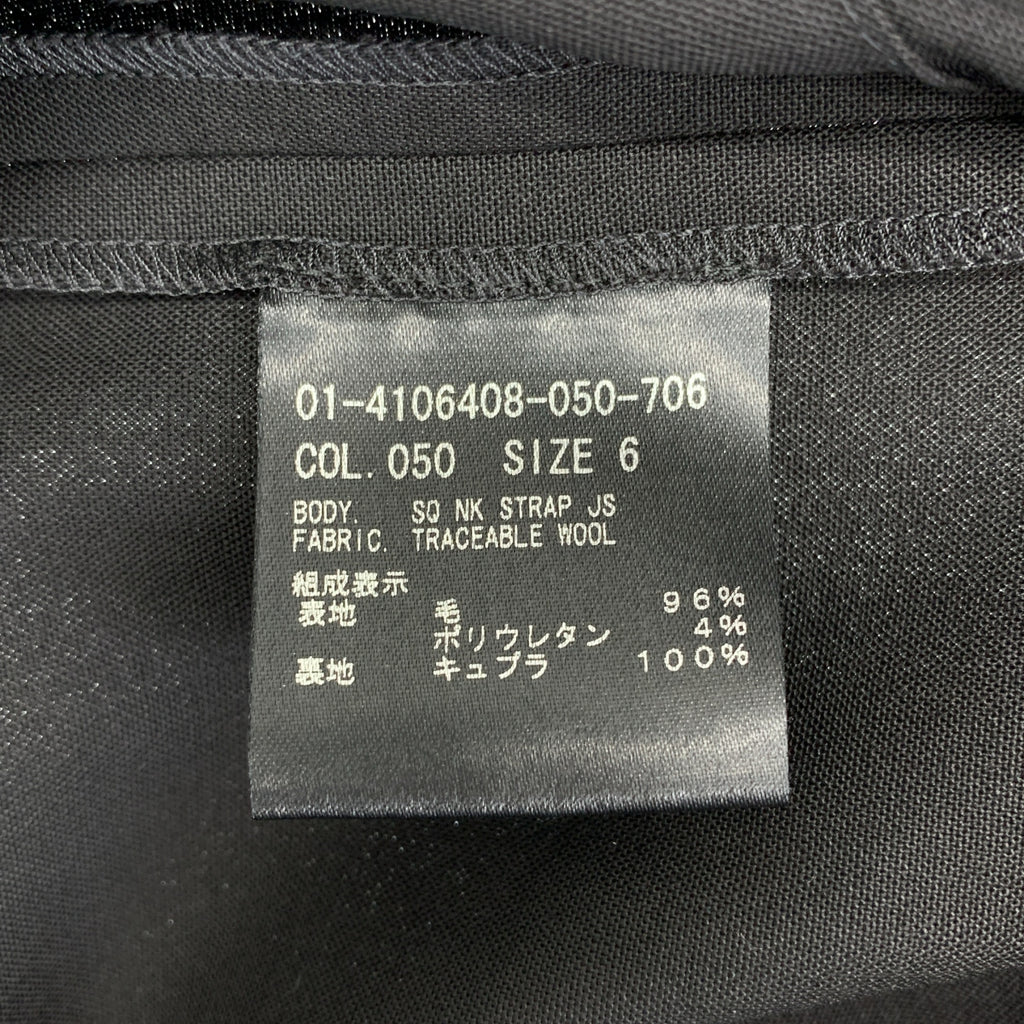 01-4106408-050-706
COL.050 SIZE 6
BODY. SQ NK STRAP JS
FABRIC. TRACEABLE WOOL
組成表示
表地 毛 96%
ポリウレタン 4%
裏地 キュプラ 100%